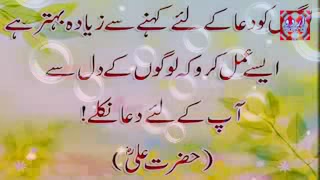 کسی کو دعا کے لئے کہنے سے زیادہ بہتر ہے
ایسے عمل کرو کہ لوگوں کے دل سے
آپ کے لئے دعا نکلے!
(حضرت علیؓ)